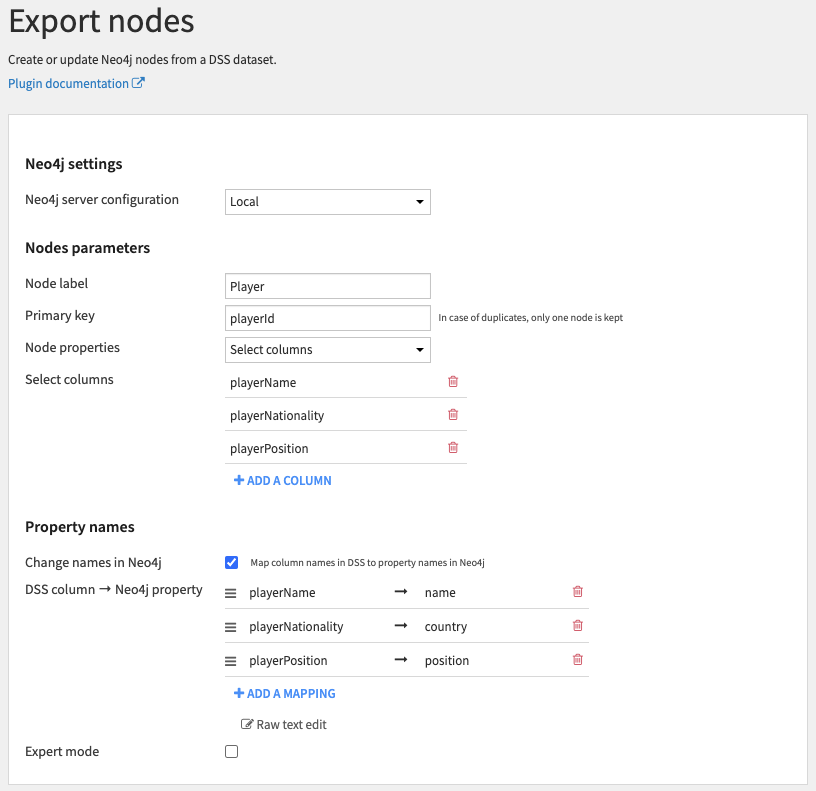 Export nodes
Create or update Neo4j nodes from a DSS dataset.
Plugin documentation
Neo4j settings
Neo4j server configuration
Local
Nodes parameters
Node label
Player
Primary key
playerId
In case of duplicates, only one node is kept
Node properties
Select columns
Select columns
playerName
playerNationality
playerPosition
ADD A COLUMN
Property names
Change names in Neo4j
Map column names in DSS to property names in Neo4j
DSS column → Neo4j property
playerName → name
playerNationality → country
playerPosition → position
ADD A MAPPING
Raw text edit
Expert mode